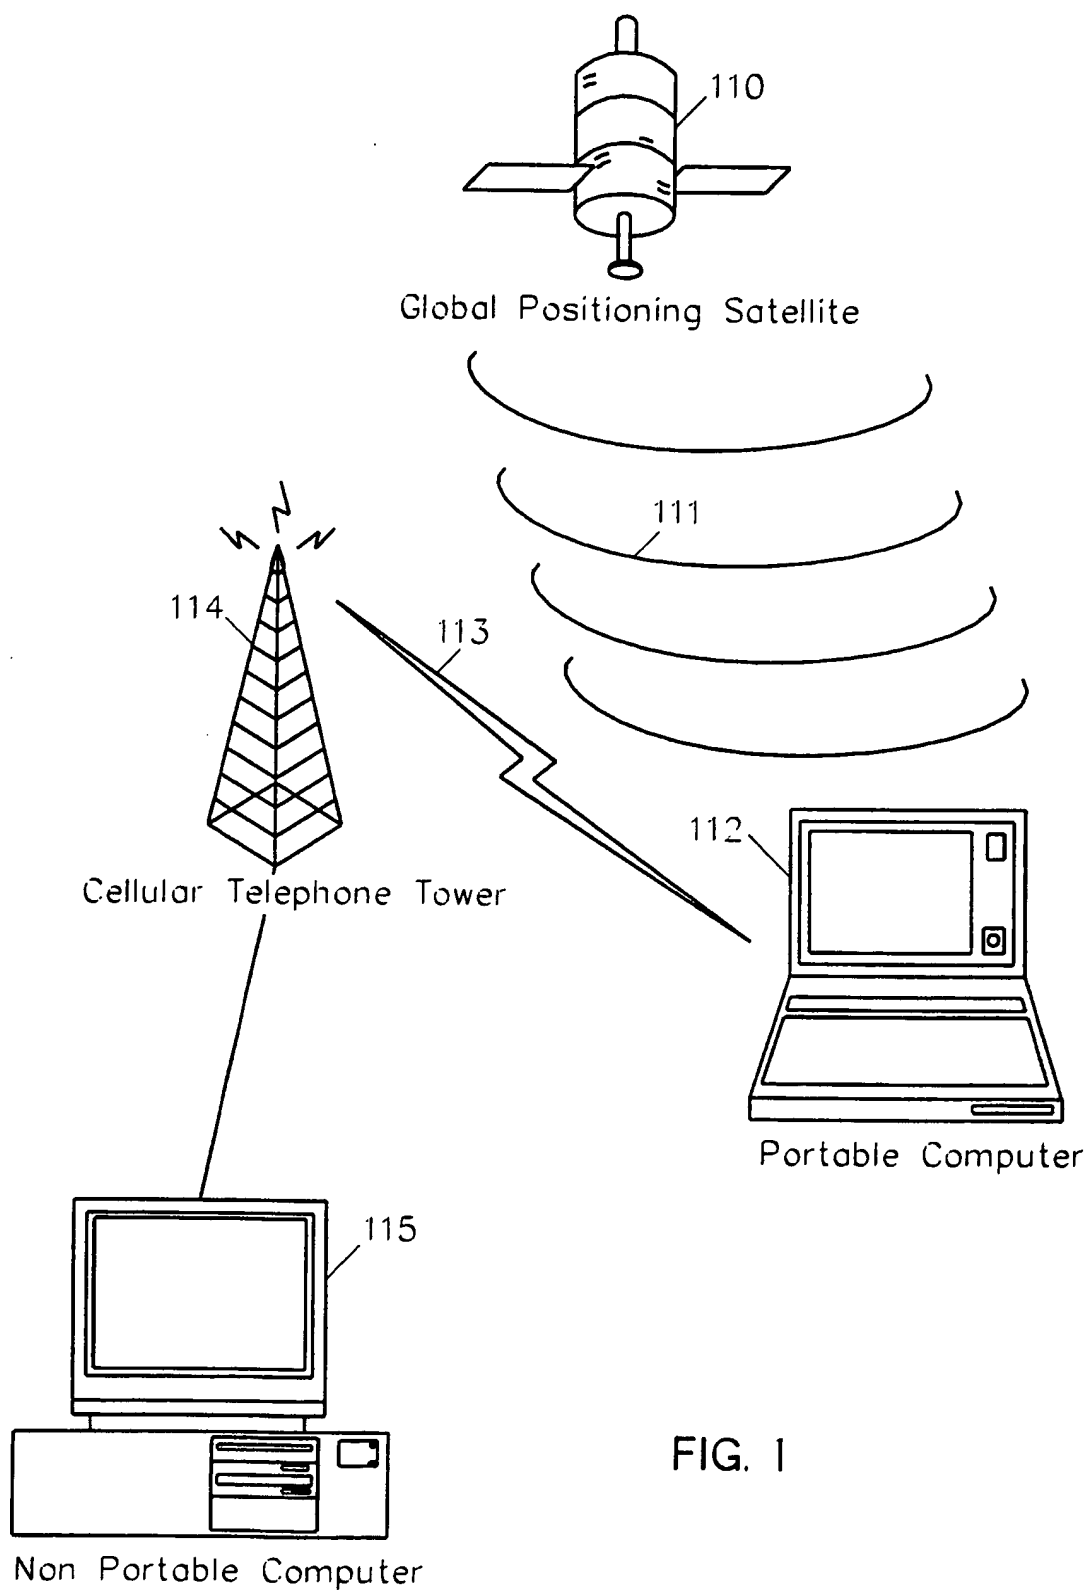 110
Global Positioning Satellite
111
114
113
112
Cellular Telephone Tower
Portable Computer
115
FIG. 1
Non Portable Computer